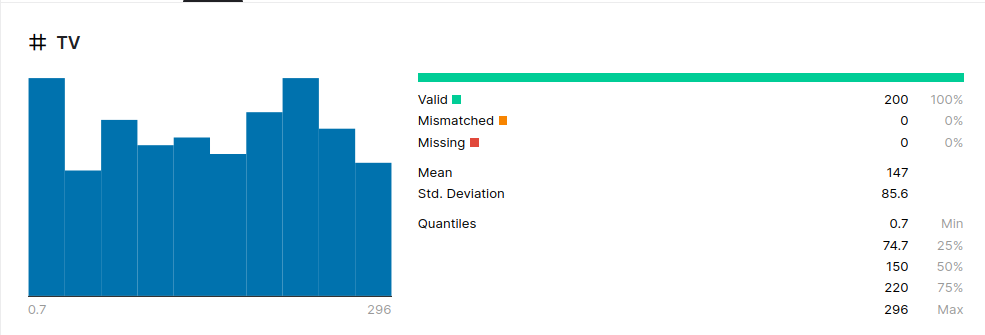 # TV
Valid 200 100%
Mismatched 0 0%
Missing 0 0%
Mean 147
Std. Deviation 85.6
Quantiles 0.7 Min
74.7 25%
150 50%
220 75%
296 Max
0.7 296